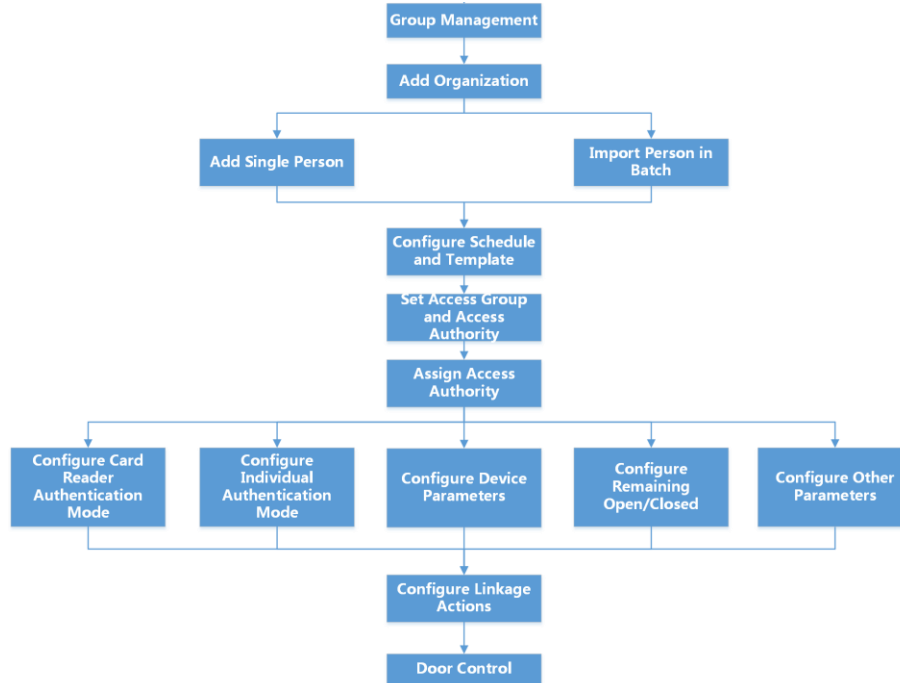 Group Management
Add Organization
Add Single Person
Import Person in
Batch
Configure Schedule
and Template
Set Access Group
and Access
Authority
Assign Access
Authority
Configure Card
Reader
Authentication
Mode
Configure
Individual
Authentication
Mode
Configure Device
Parameters
Configure
Remaining
Open/Closed
Configure Other
Parameters
Configure Linkage
Actions
Door Control